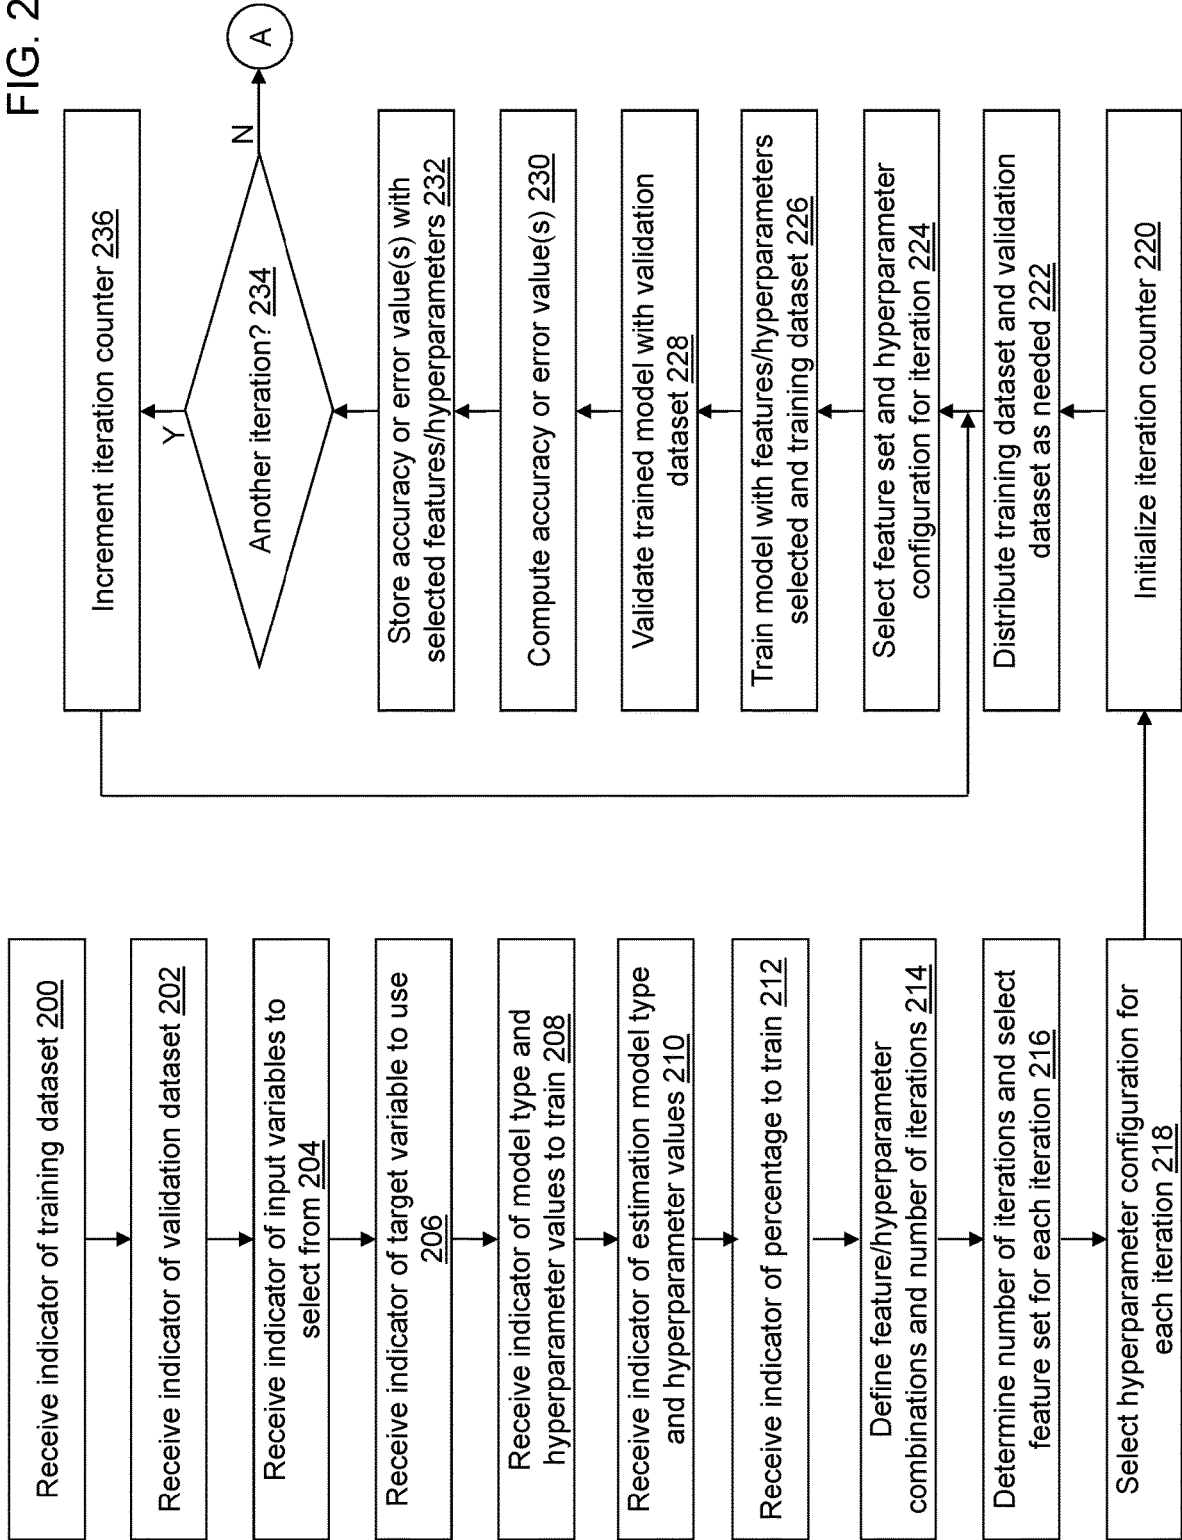 FIG. 2
Receive indicator of training dataset 200
Receive indicator of validation dataset 202
Receive indicator of input variables to
select from 204
Receive indicator of target variable to use
206
Receive indicator of model type and
hyperparameter values to train 208
Receive indicator of estimation model type
and hyperparameter values 210
Receive indicator of percentage to train 212
Define feature/hyperparameter
combinations and number of iterations 214
Determine number of iterations and select
feature set for each iteration 216
Select hyperparameter configuration for
each iteration 218
Increment iteration counter 236
Y
Another iteration? 234
N
A
Store accuracy or error value(s) with
selected features/hyperparameters 232
Compute accuracy or error value(s) 230
Validate trained model with validation
dataset 228
Train model with features/hyperparameters
selected and training dataset 226
Select feature set and hyperparameter
configuration for iteration 224
Distribute training dataset and validation
dataset as needed 222
Initialize iteration counter 220